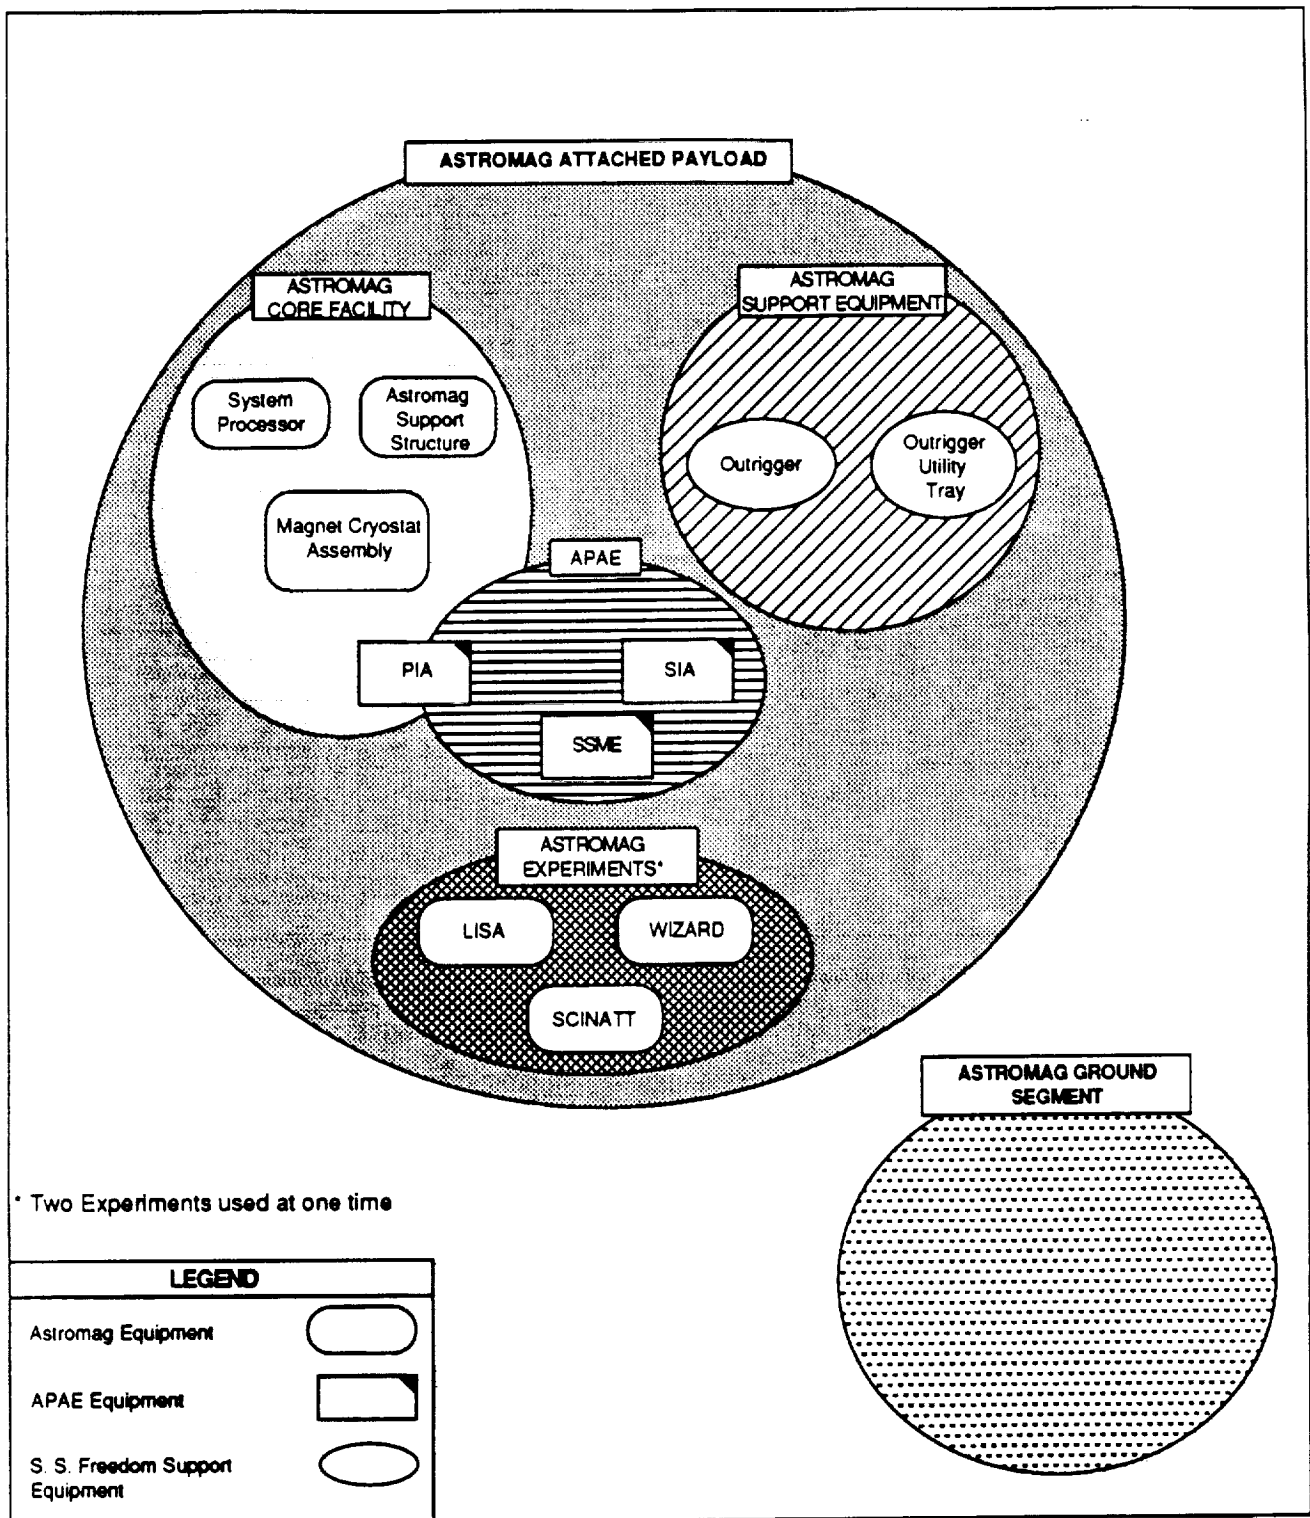 ASTROMAG ATTACHED PAYLOAD
ASTROMAG
CORE FACILITY
ASTROMAG
SUPPORT EQUIPMENT
System
Processor
Astromag
Support
Structure
Outrigger
Outrigger
Utility
Tray
Magnet Cryostat
Assembly
APAE
PIA
SIA
SSME
ASTROMAG
EXPERIMENTS*
LISA
WIZARD
SCINATT
ASTROMAG GROUND
SEGMENT
* Two Experiments used at one time
LEGEND
Astromag Equipment
APAE Equipment
S. S. Freedom Support
Equipment